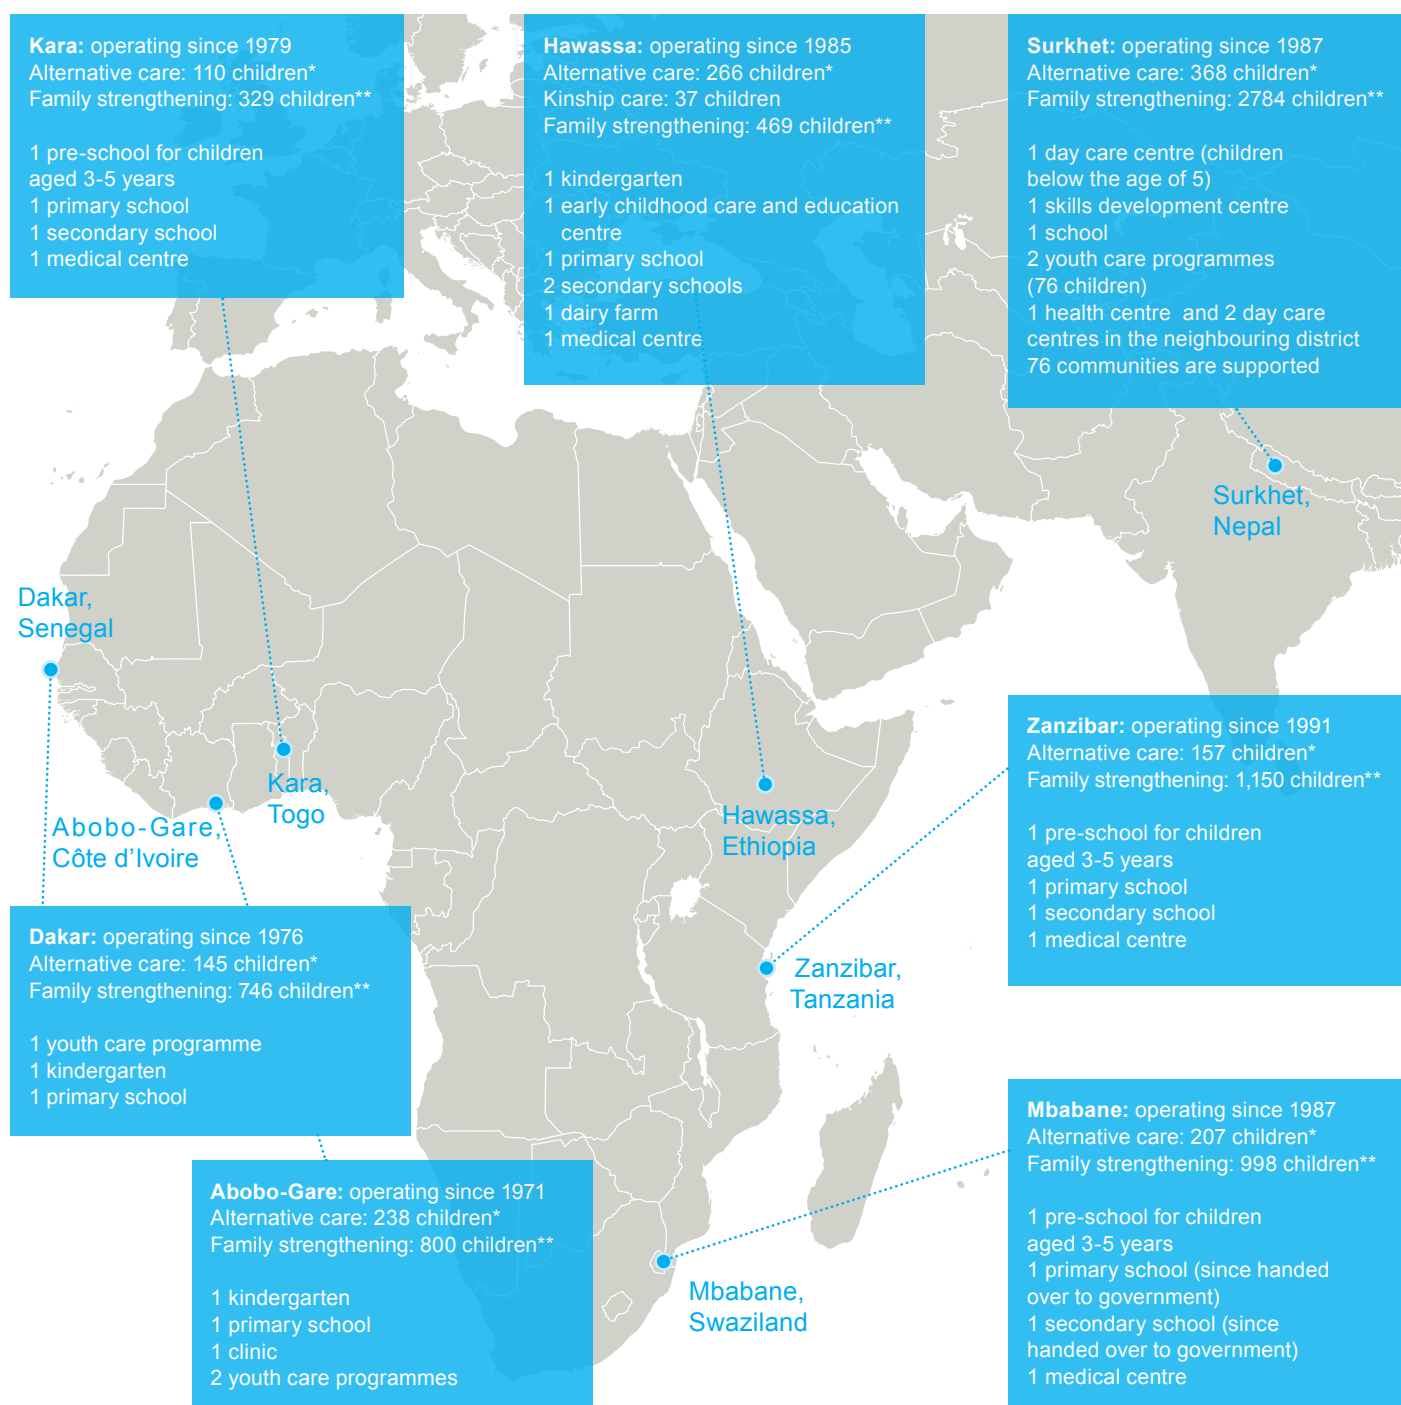 Kara: operating since 1979
Alternative care: 110 children*
Family strengthening: 329 children**
1 pre-school for children
aged 3-5 years
1 primary school
1 secondary school
1 medical centre
Hawassa: operating since 1985
Alternative care: 266 children*
Kinship care: 37 children
Family strengthening: 469 children**
1 kindergarten
1 early childhood care and education
centre
1 primary school
2 secondary schools
1 dairy farm
1 medical centre
Surkhet: operating since 1987
Alternative care: 368 children*
Family strengthening: 2784 children**
1 day care centre (children
below the age of 5)
1 skills development centre
1 school
2 youth care programmes
(76 children)
1 health centre and 2 day care
centres in the neighbouring district
76 communities are supported
Surkhet,
Nepal
Dakar,
Senegal
Kara,
Togo
Abobo-Gare,
Côte d’Ivoire
Hawassa,
Ethiopia
Zanzibar: operating since 1991
Alternative care: 157 children*
Family strengthening: 1,150 children**
1 pre-school for children
aged 3-5 years
1 primary school
1 secondary school
1 medical centre
Zanzibar,
Tanzania
Dakar: operating since 1976
Alternative care: 145 children*
Family strengthening: 746 children**
1 youth care programme
1 kindergarten
1 primary school
Abobo-Gare: operating since 1971
Alternative care: 238 children*
Family strengthening: 800 children**
1 kindergarten
1 primary school
1 clinic
2 youth care programmes
Mbabane,
Swaziland
Mbabane: operating since 1987
Alternative care: 207 children*
Family strengthening: 998 children**
1 pre-school for children
aged 3-5 years
1 primary school (since handed
over to government)
1 secondary school (since
handed over to government)
1 medical centre